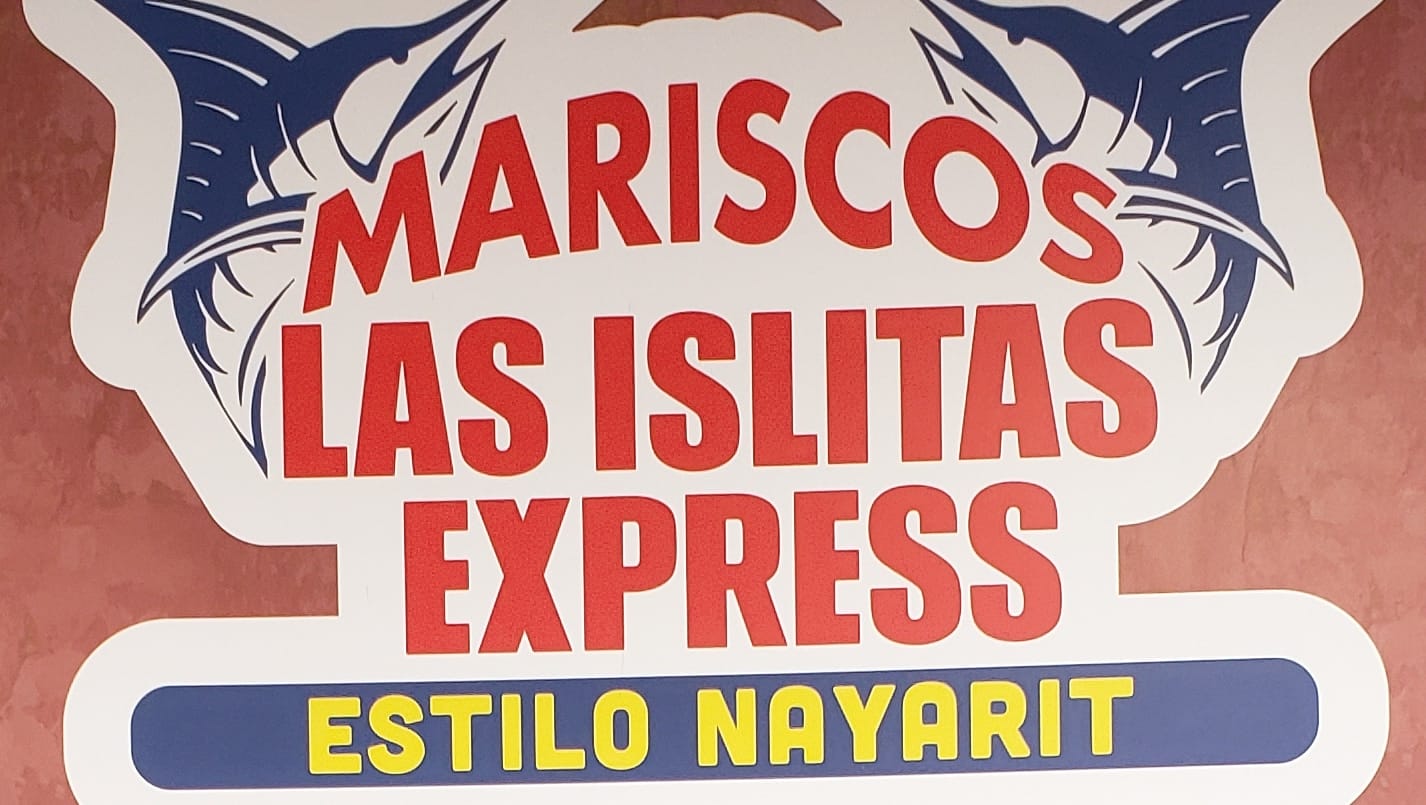 MARISCOS
LAS ISLITAS
EXPRESS
ESTILO NAYARIT